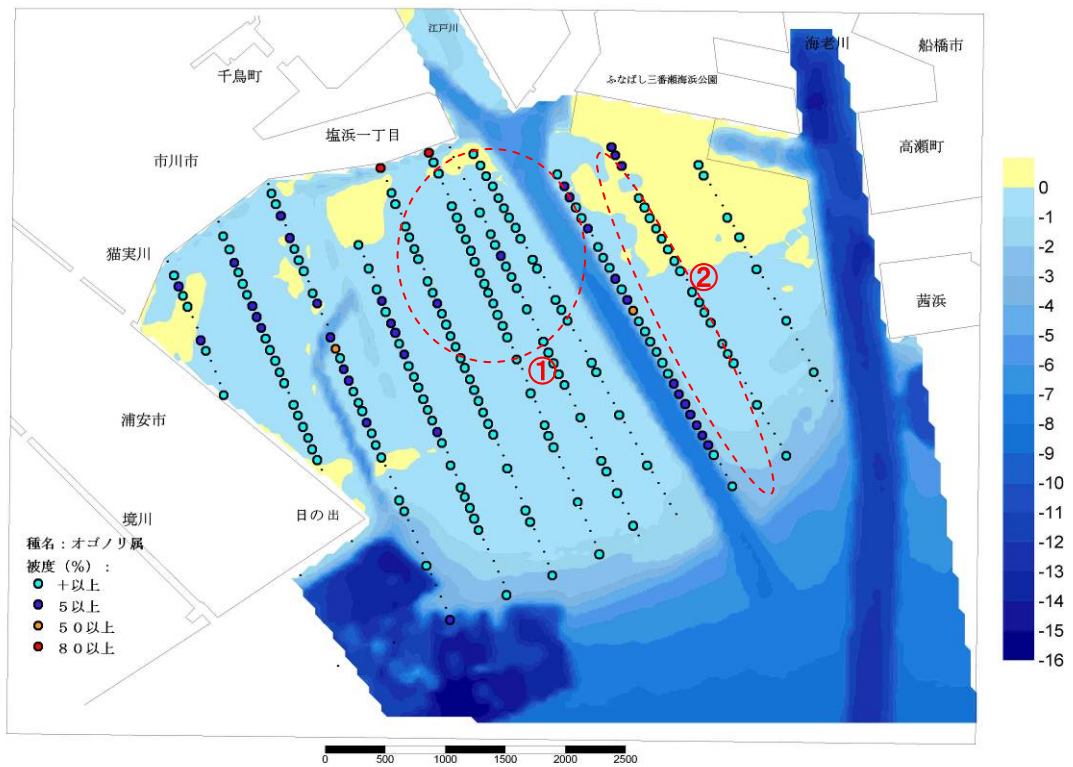 江戸川
海老川
船橋市
千鳥町
ふなばし三番瀬海浜公園
塩浜一丁目
高瀬町
市川市
猫実川
茜浜
浦安市
境川
日の出
①
②
種名:オゴノリ属
被度(%):
+以上
5以上
50以上
80以上
0
-1
-2
-3
-4
-5
-6
-7
-8
-9
-10
-11
-12
-13
-14
-15
-16
0 500 1000 1500 2000 2500